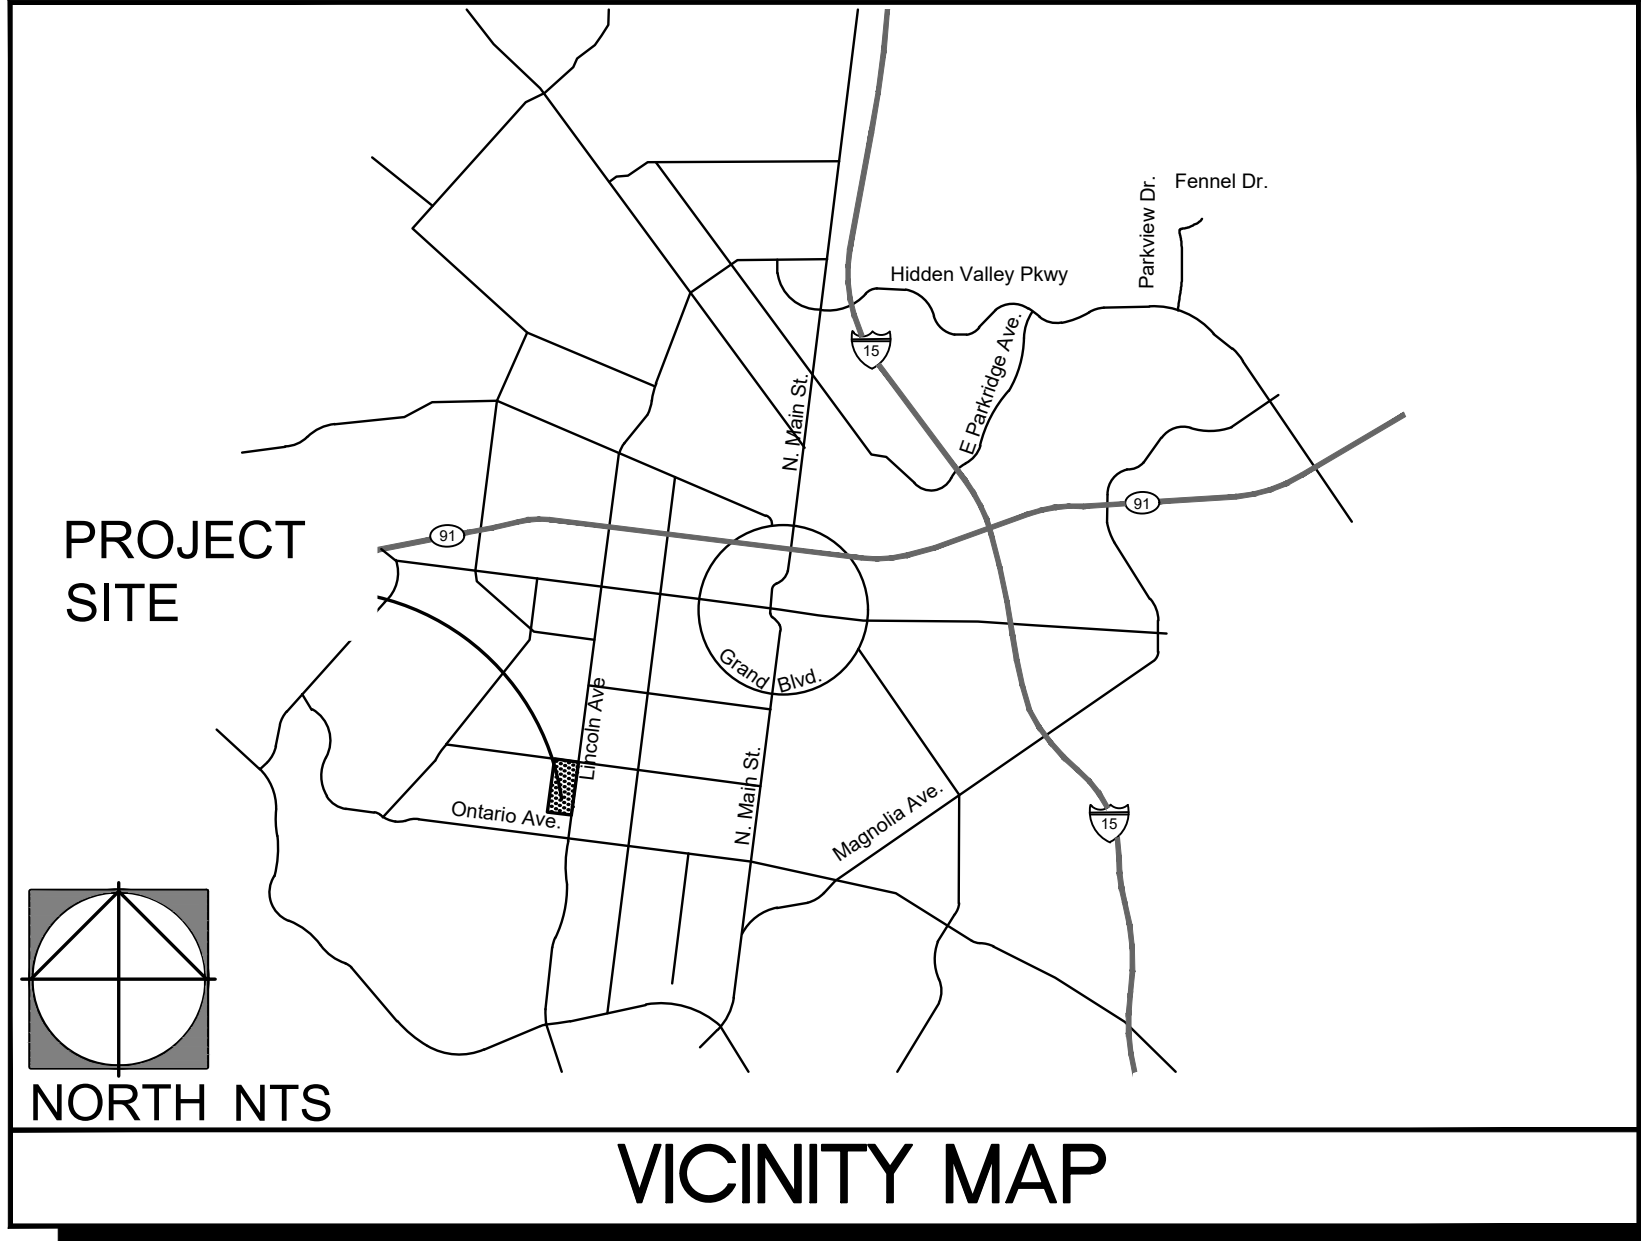 Fennel Dr.
Parkview Dr.
Hidden Valley Pkwy
15
E Parkridge Ave.
N. Main St.
91
91
PROJECT
SITE
Grand Blvd.
Lincoln Ave
N. Main St.
Ontario Ave.
Magnolia Ave.
15
NORTH NTS
VICINITY MAP